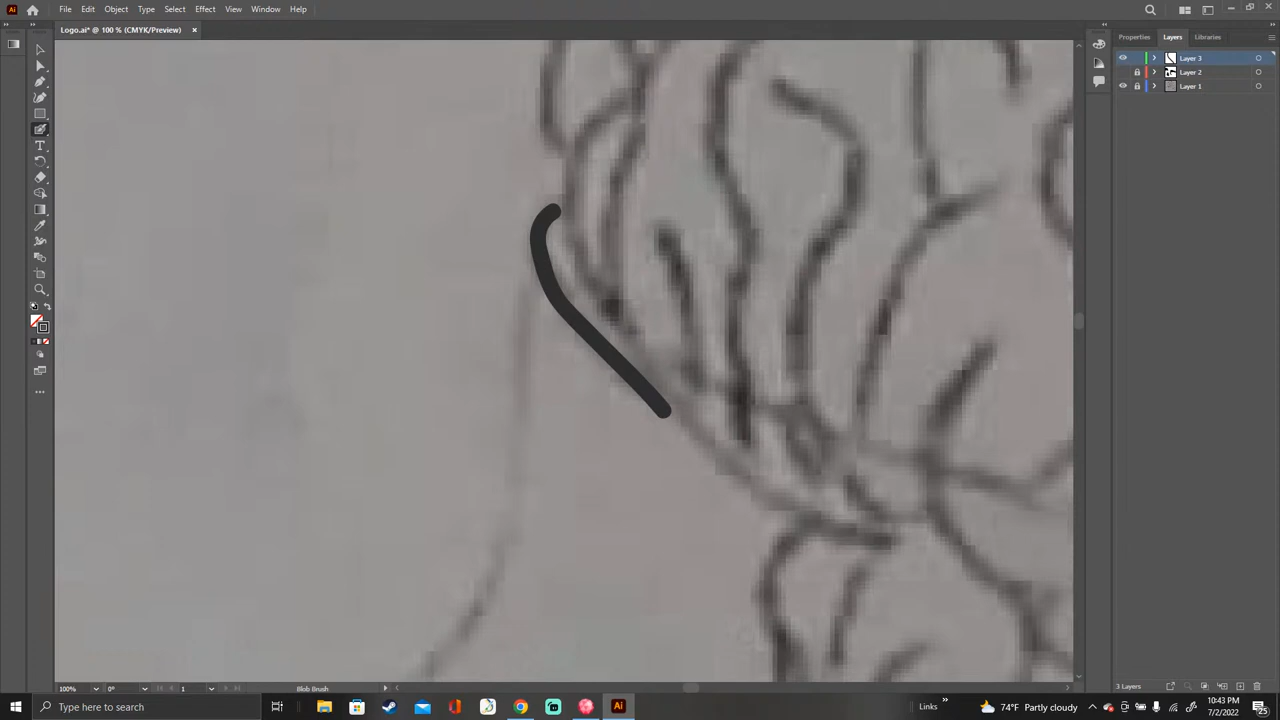 File Edit Object Type Select Effect View Window Help
Logo.ai* @ 100 % (CMYK/Preview) ×
Properties Layers Libraries
Layer 3
Layer 2
Layer 1
100% 0° 1 Blob Brush
3 Layers
Type here to search
Links
74°F Partly cloudy
10:43 PM
7/2/2022